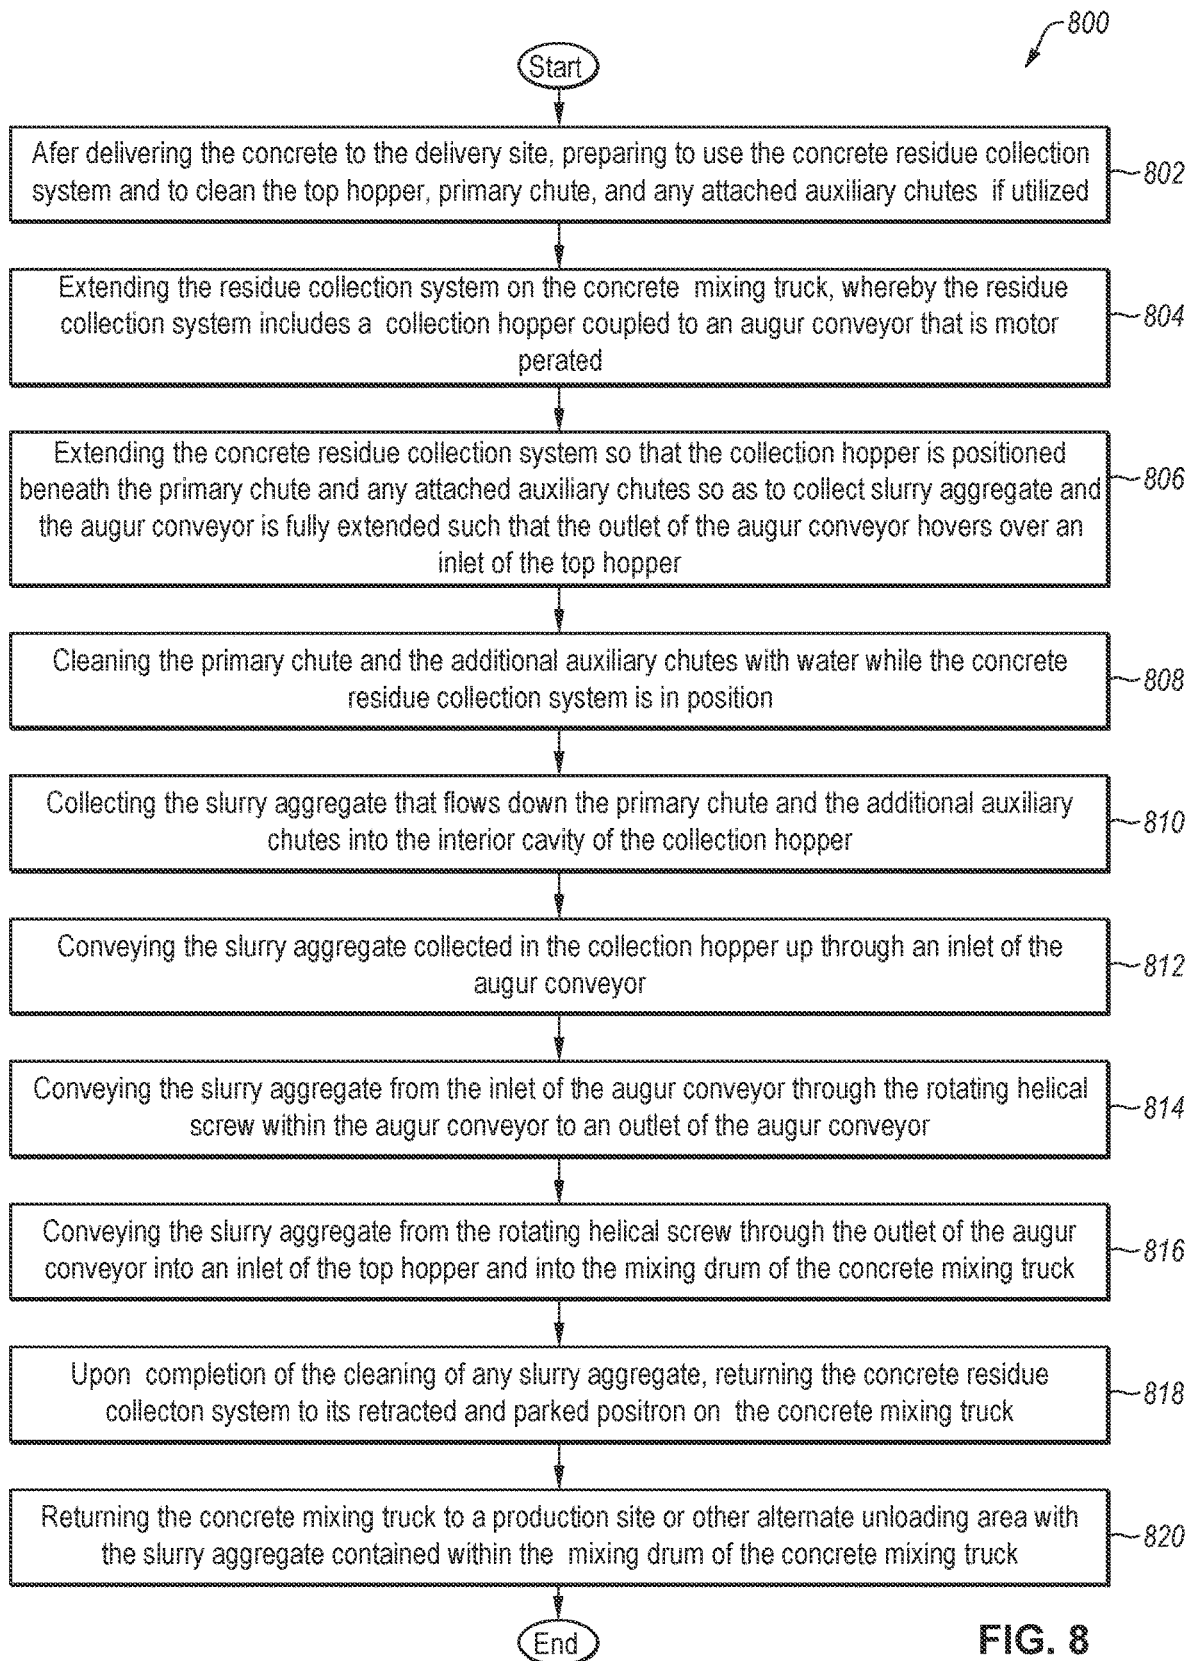 800
Start
Afer delivering the concrete to the delivery site, preparing to use the concrete residue collection
system and to clean the top hopper, primary chute, and any attached auxiliary chutes if utilized
802
Extending the residue collection system on the concrete mixing truck, whereby the residue
collection system includes a collection hopper coupled to an augur conveyor that is motor
perated
804
Extending the concrete residue collection system so that the collection hopper is positioned
beneath the primary chute and any attached auxiliary chutes so as to collect slurry aggregate and
the augur conveyor is fully extended such that the outlet of the augur conveyor hovers over an
inlet of the top hopper
806
Cleaning the primary chute and the additional auxiliary chutes with water while the concrete
residue collection system is in position
808
Collecting the slurry aggregate that flows down the primary chute and the additional auxiliary
chutes into the interior cavity of the collection hopper
810
Conveying the slurry aggregate collected in the collection hopper up through an inlet of the
augur conveyor
812
Conveying the slurry aggregate from the inlet of the augur conveyor through the rotating helical
screw within the augur conveyor to an outlet of the augur conveyor
814
Conveying the slurry aggregate from the rotating helical screw through the outlet of the augur
conveyor into an inlet of the top hopper and into the mixing drum of the concrete mixing truck
816
Upon completion of the cleaning of any slurry aggregate, returning the concrete residue
collecton system to its retracted and parked positron on the concrete mixing truck
818
Returning the concrete mixing truck to a production site or other alternate unloading area with
the slurry aggregate contained within the mixing drum of the concrete mixing truck
820
End
FIG. 8